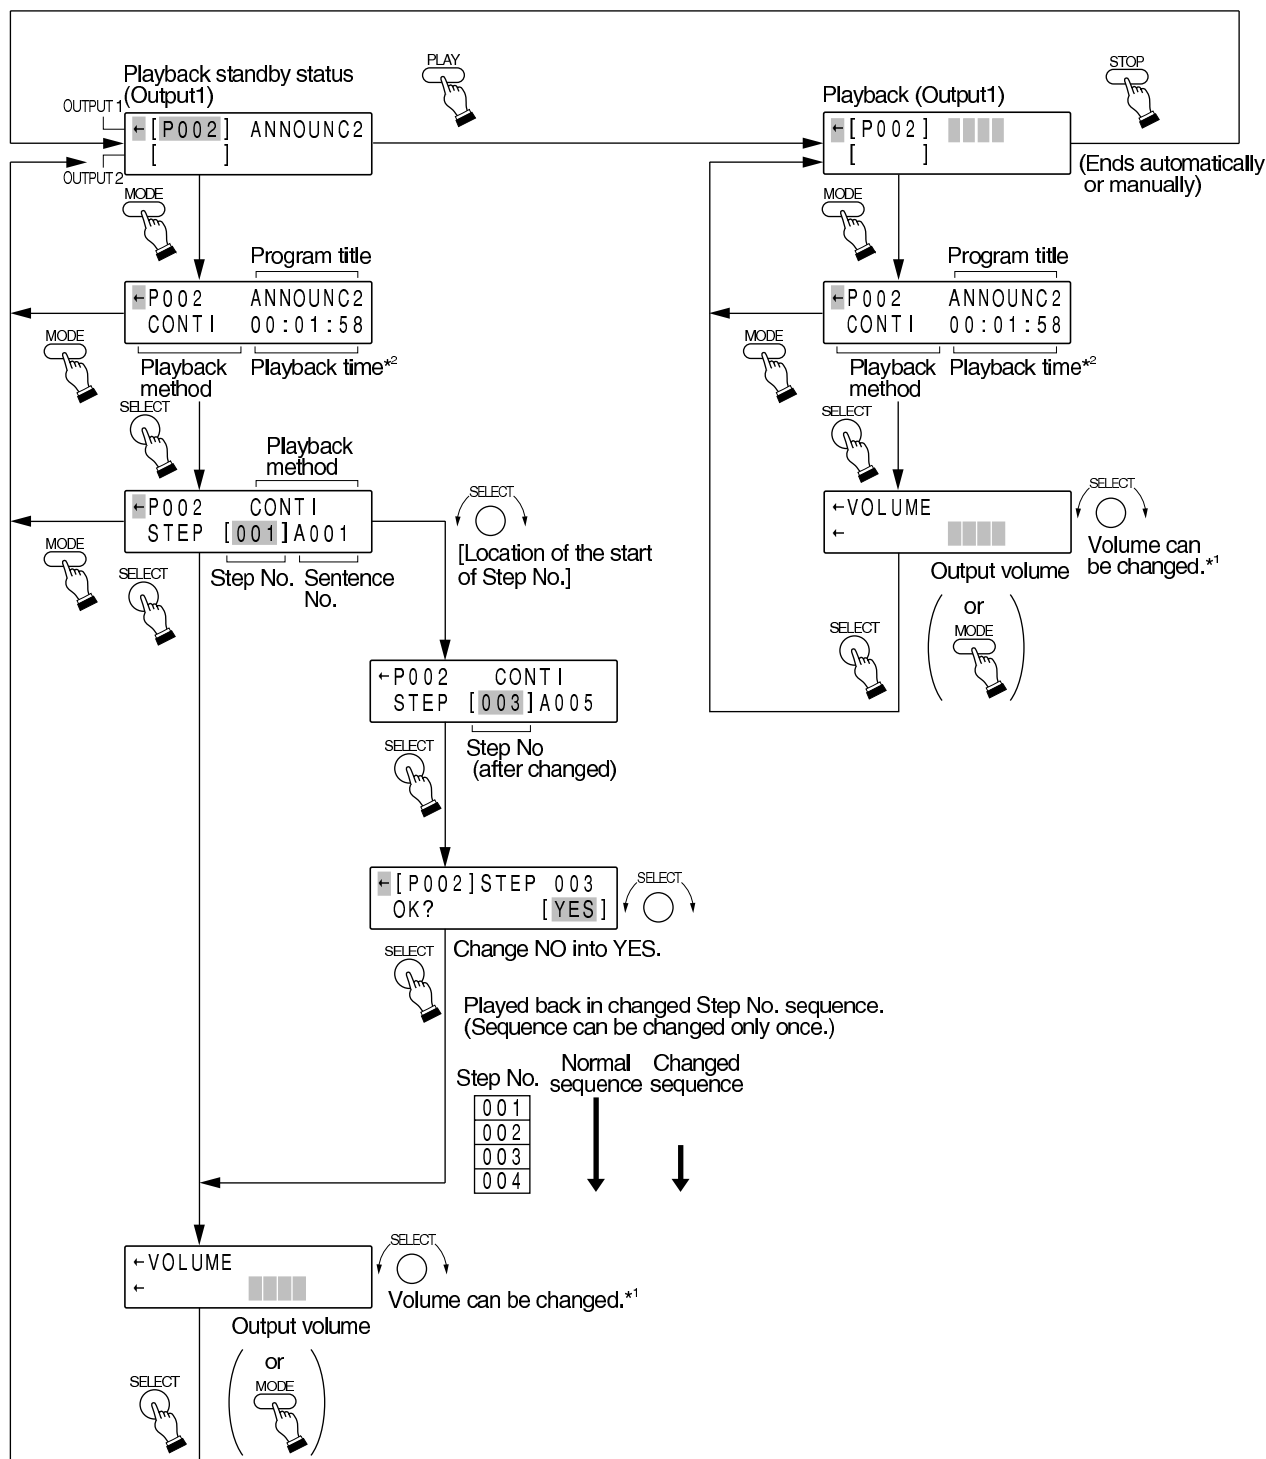 Playback standby status
(Output1)
PLAY
STOP
Playback (Output1)
OUTPUT 1
←[P002] ANNOUNC2
[ ]
OUTPUT 2
←[P002]
[ ]
(Ends automatically
or manually)
MODE
MODE
Program title
Program title
←P002 ANNOUNC2
CONTI 00:01:58
←P002 ANNOUNC2
CONTI 00:01:58
MODE
MODE
Playback
method
Playback time*2
Playback
method
Playback time*2
SELECT
SELECT
Playback
method
←P002 CONTI
STEP [001]A001
SELECT
[Location of the start
of Step No.]
←VOLUME
←
SELECT
Volume can
be changed.*1
MODE
SELECT
Step No.
Sentence
No.
Output volume
or
MODE
SELECT
←P002 CONTI
STEP [003]A005
SELECT
Step No
(after changed)
←[P002]STEP 003
OK? [YES]
SELECT
Change NO into YES.
SELECT
Played back in changed Step No. sequence.
(Sequence can be changed only once.)
Step No.
Normal
sequence
Changed
sequence
001
002
003
004
←VOLUME
←
SELECT
Volume can be changed.*1
Output volume
or
MODE
SELECT